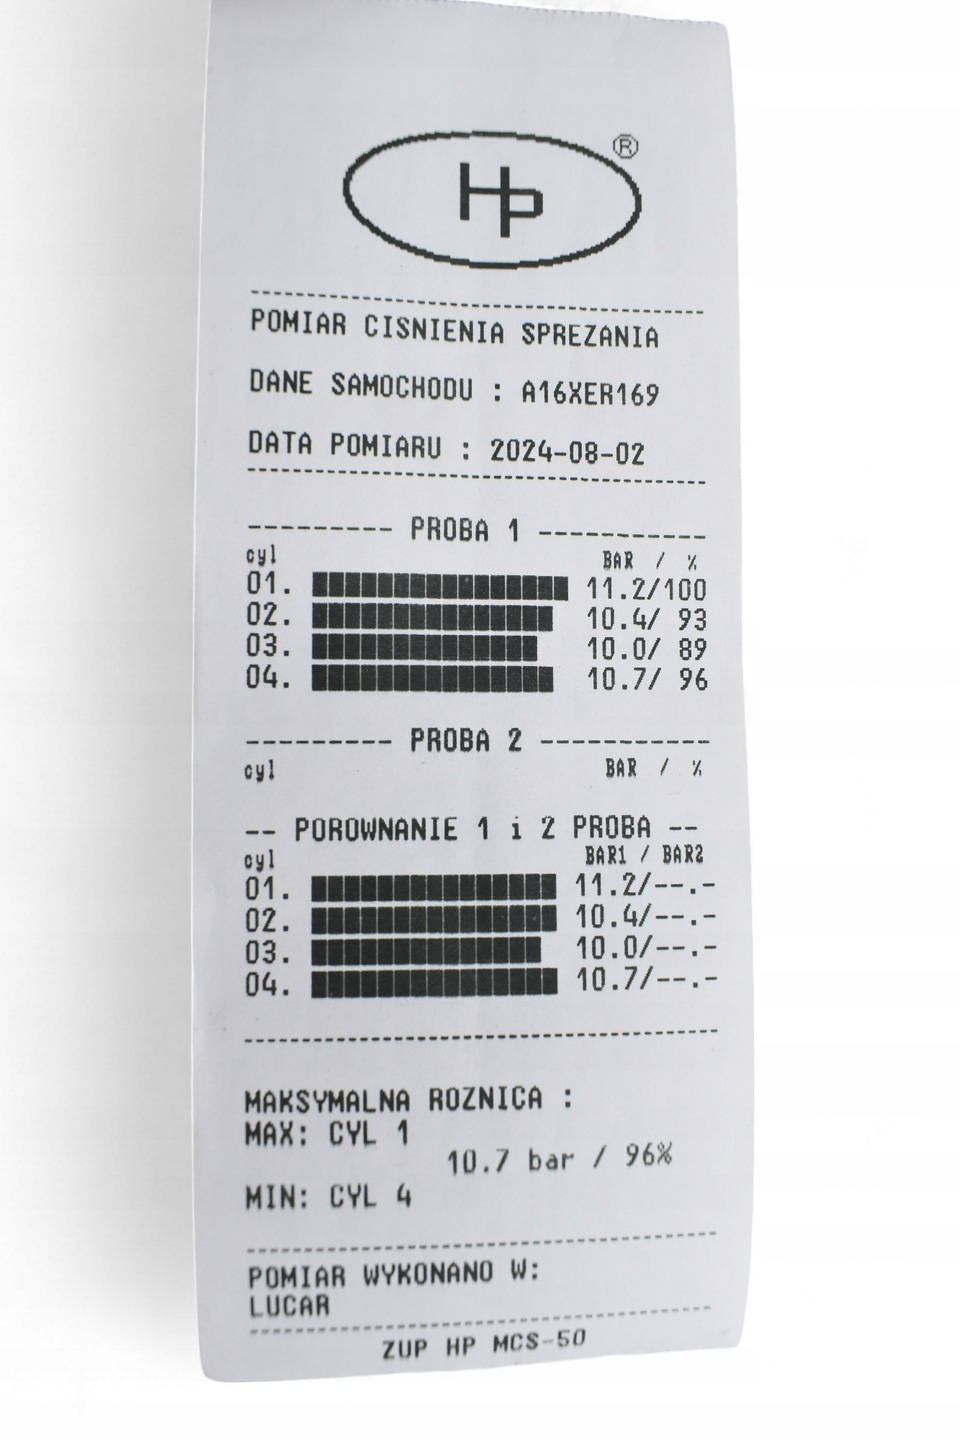 HP ®
POMIAR CISNIENIA SPREZANIA
DANE SAMOCHODU : A16XER169
DATA POMIARU : 2024-08-02
--------- PROBA 1 -----------
cyl BAR / %
01. 11.2/100
02. 10.4/ 93
03. 10.0/ 89
04. 10.7/ 96
--------- PROBA 2 -----------
cyl BAR / %
-- POROWNANIE 1 i 2 PROBA --
cyl BAR1 / BAR2
01. 11.2/--.-
02. 10.4/--.-
03. 10.0/--.-
04. 10.7/--.-
MAKSYMALNA ROZNICA :
MAX: CYL 1
10.7 bar / 96%
MIN: CYL 4
POMIAR WYKONANO W:
LUCAR
ZUP HP MCS-50